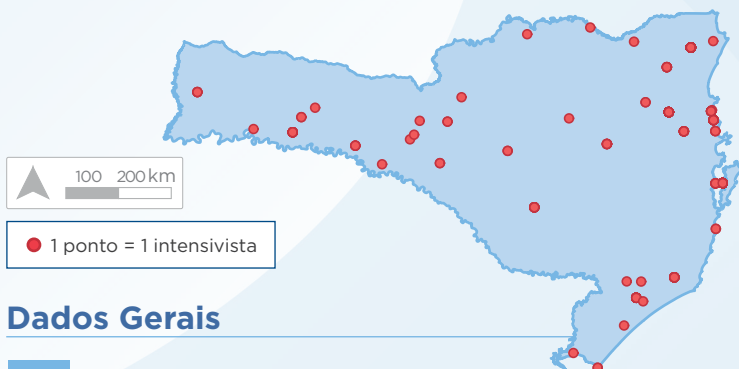 100 200 km
1 ponto = 1 intensivista
Dados Gerais